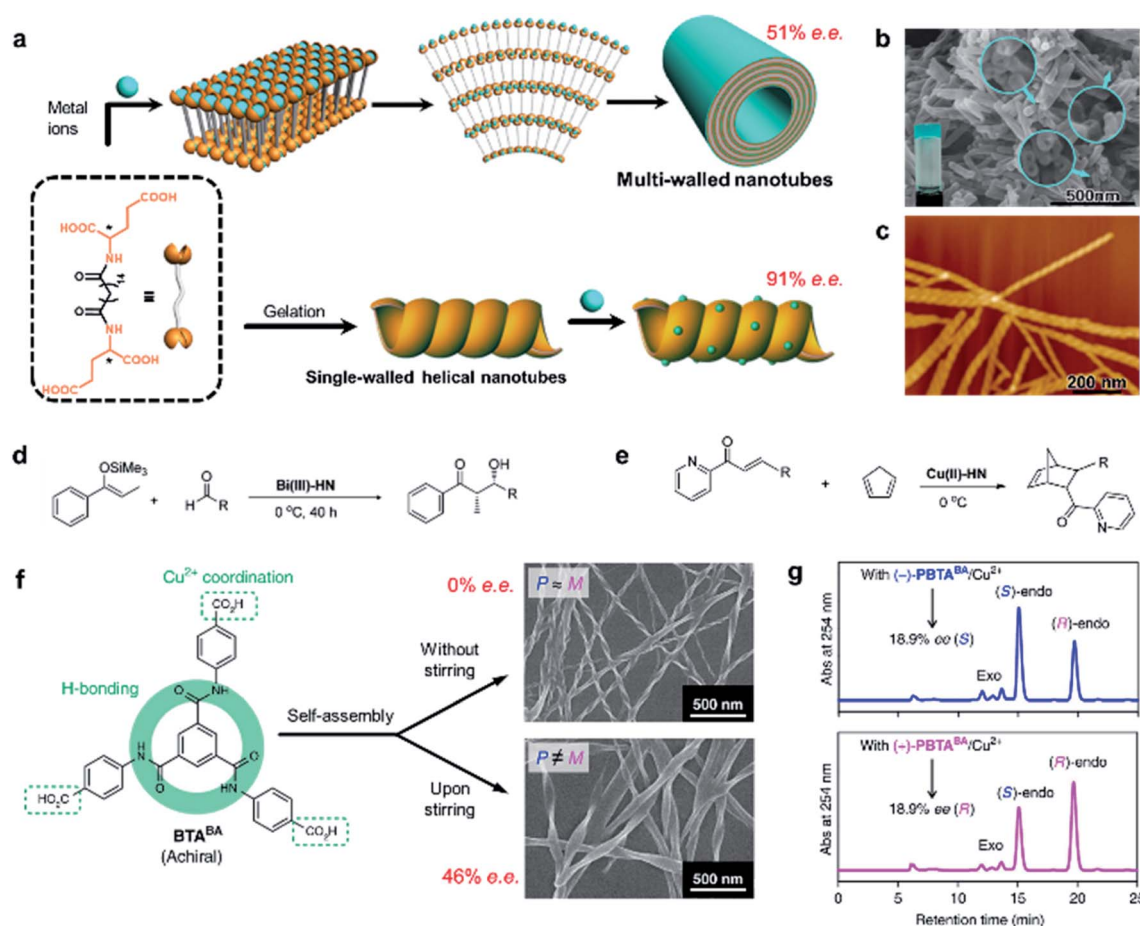 a
Metal
ions
51% e.e.
Multi-walled nanotubes
COOH
HOOC
*
NH
O
14
O
NH
*
COOH
HOOC
≡
Gelation
Single-walled helical nanotubes
91% e.e.
b
500nm
c
200 nm
d
OSiMe3
+
O
H
R
Bi(III)-HN
0 °C, 40 h
O
OH
R
e
O
N
R
+
Cu(II)-HN
0 °C
R
O
N
f
Cu2+ coordination
CO2H
H-bonding
O
NH
NH
O
O
HN
HO2C
CO2H
BTABA
(Achiral)
Self-assembly
Without
stirring
Upon
stirring
0% e.e.
46% e.e.
P ≈ M
500 nm
P ≠ M
500 nm
g
Abs at 254 nm
With (−)-PBTABA/Cu2+
18.9% ee (S)
(S)-endo
(R)-endo
Exo
Abs at 254 nm
With (+)-PBTABA/Cu2+
18.9% ee (R)
(R)-endo
(S)-endo
Exo
0 5 10 15 20 25
Retention time (min)